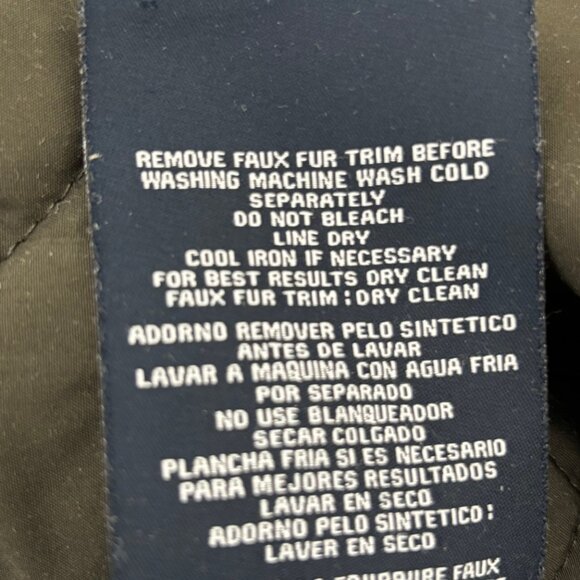 REMOVE FAUX FUR TRIM BEFORE
WASHING MACHINE WASH COLD
SEPARATELY
DO NOT BLEACH
LINE DRY
COOL IRON IF NECESSARY
FOR BEST RESULTS DRY CLEAN
FAUX FUR TRIM : DRY CLEAN
ADORNO REMOVER PELO SINTETICO
ANTES DE LAVAR
LAVAR A MAQUINA CON AGUA FRIA
POR SEPARADO
NO USE BLANQUEADOR
SECAR COLGADO
PLANCHA FRIA SI ES NECESARIO
PARA MEJORES RESULTADOS
LAVAR EN SECO
ADORNO PELO SINTETICO :
LAVER EN SECO
FOURRURE FAUX